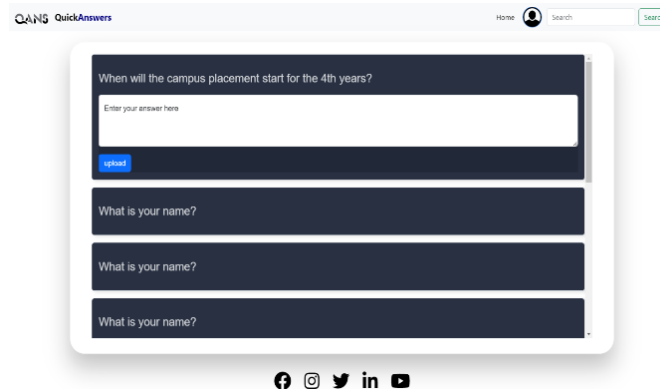 QANS QuickAnswers Home Search
When will the campus placement start for the 4th years?
Enter your answer here
upload
What is your name?
What is your name?
What is your name?